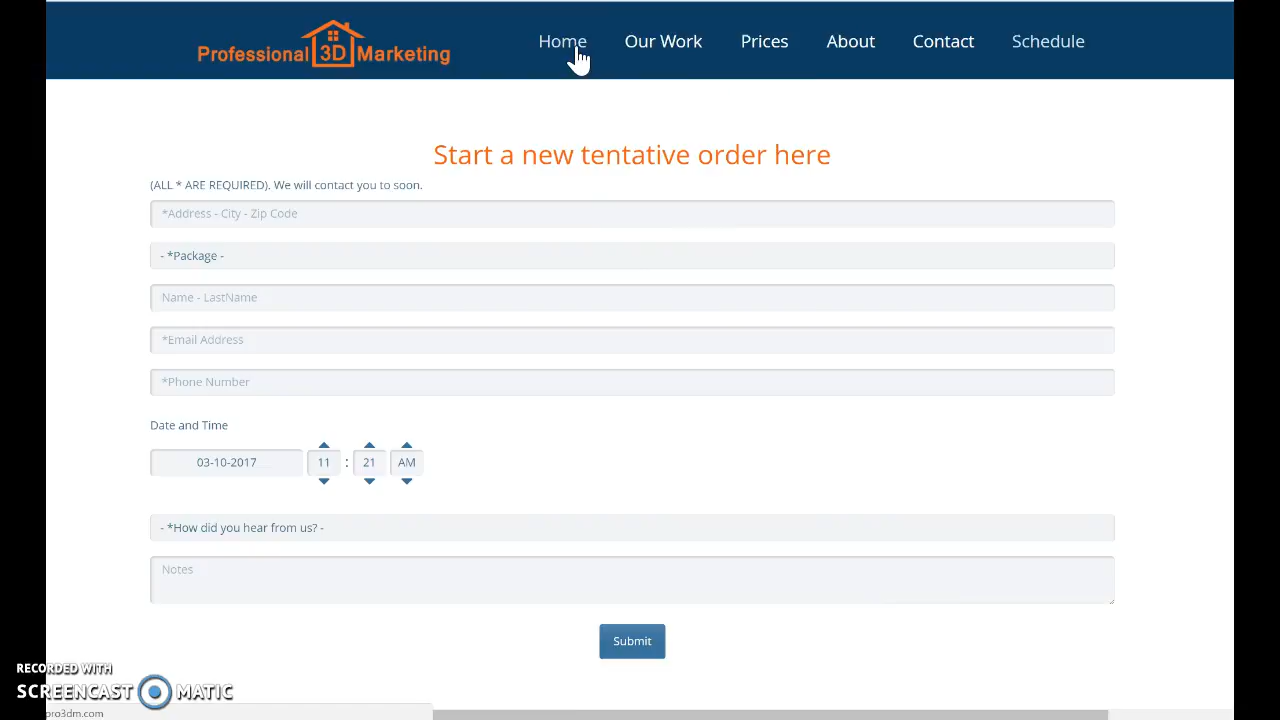 Professional 3D Marketing
Home Our Work Prices About Contact Schedule
Start a new tentative order here
(ALL * ARE REQUIRED). We will contact you to soon.
*Address - City - Zip Code
- *Package -
Name - LastName
*Email Address
*Phone Number
Date and Time
03-10-2017 11 : 21 AM
- *How did you hear from us? -
Notes
Submit
RECORDED WITH
SCREENCAST MATIC
pro3dm.com